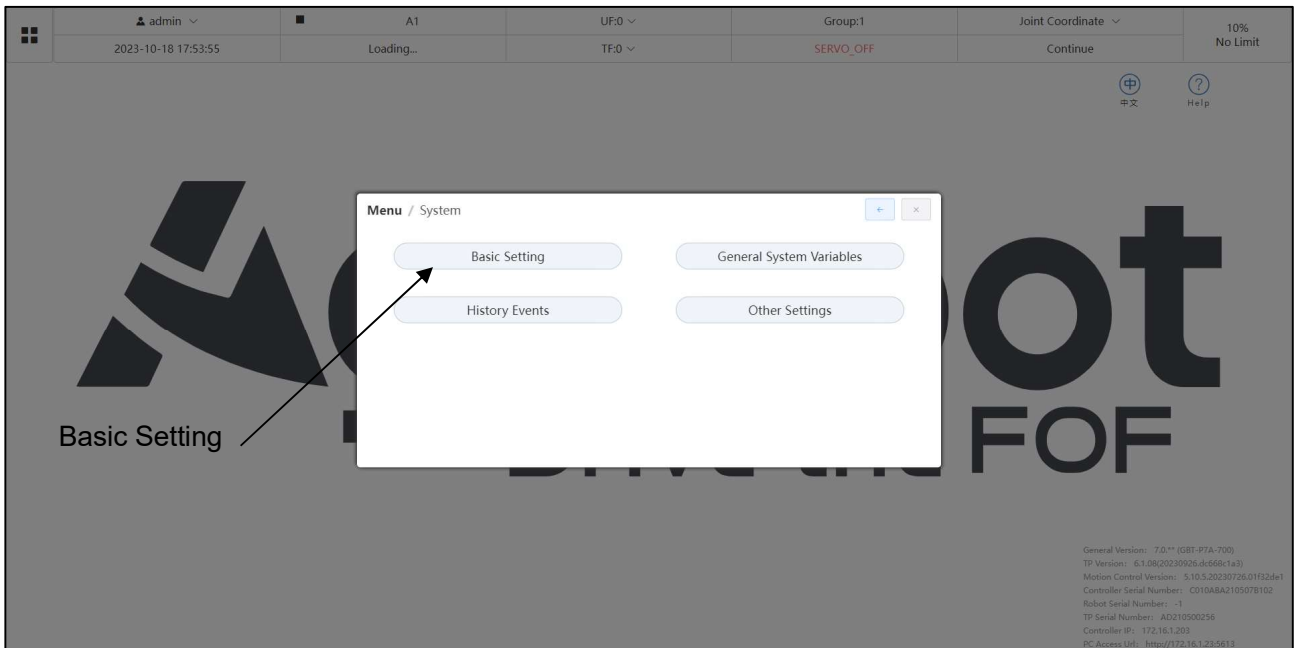 admin
A1
UF:0
Group:1
Joint Coordinate
10%
No Limit
2023-10-18 17:53:55
Loading...
TF:0
SERVO_OFF
Continue
中
中文
?
Help
Menu / System
Basic Setting
General System Variables
History Events
Other Settings
Basic Setting
ot
FOF
General Version: 7.0.** (GBT-P7A-700)
TP Version: 6.1.08(20230926.dc668c1a3)
Motion Control Version: 5.10.5.20230726.01f32de1
Controller Serial Number: C010A8A210507B102
Robot Serial Number: -1
TP Serial Number: AD210500256
Controller IP: 172.16.1.203
PC Access Url: http://172.16.1.23:5613